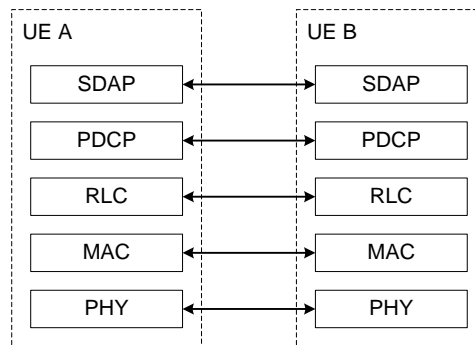 UE A UE B
SDAP SDAP
PDCP PDCP
RLC RLC
MAC MAC
PHY PHY